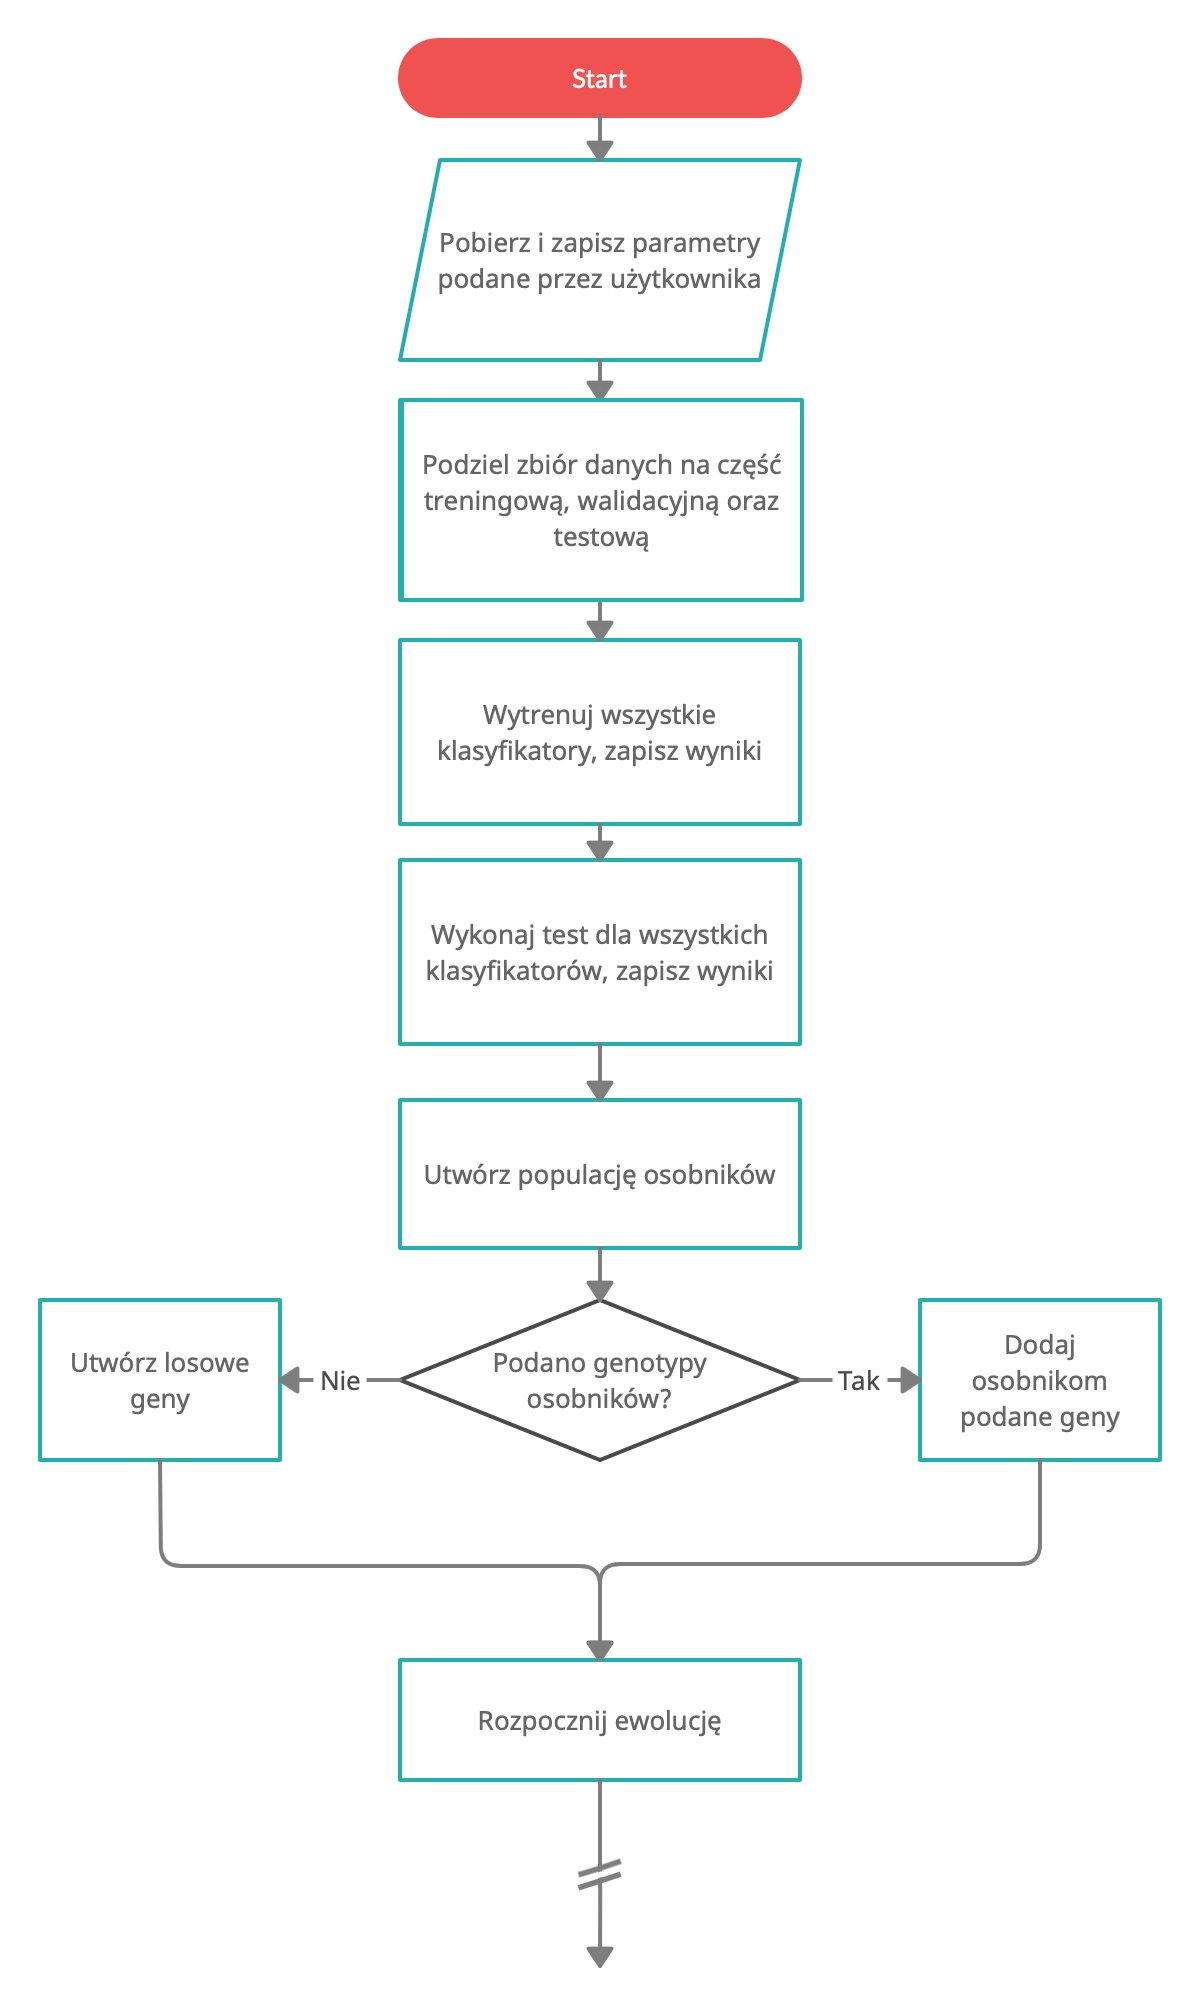 Start
Pobierz i zapisz parametry
podane przez użytkownika
Podziel zbiór danych na część
treningową, walidacyjną oraz
testową
Wytrenuj wszystkie
klasyfikatory, zapisz wyniki
Wykonaj test dla wszystkich
klasyfikatorów, zapisz wyniki
Utwórz populację osobników
Utwórz losowe
geny
Nie
Podano genotypy
osobników?
Tak
Dodaj
osobnikom
podane geny
Rozpocznij ewolucję